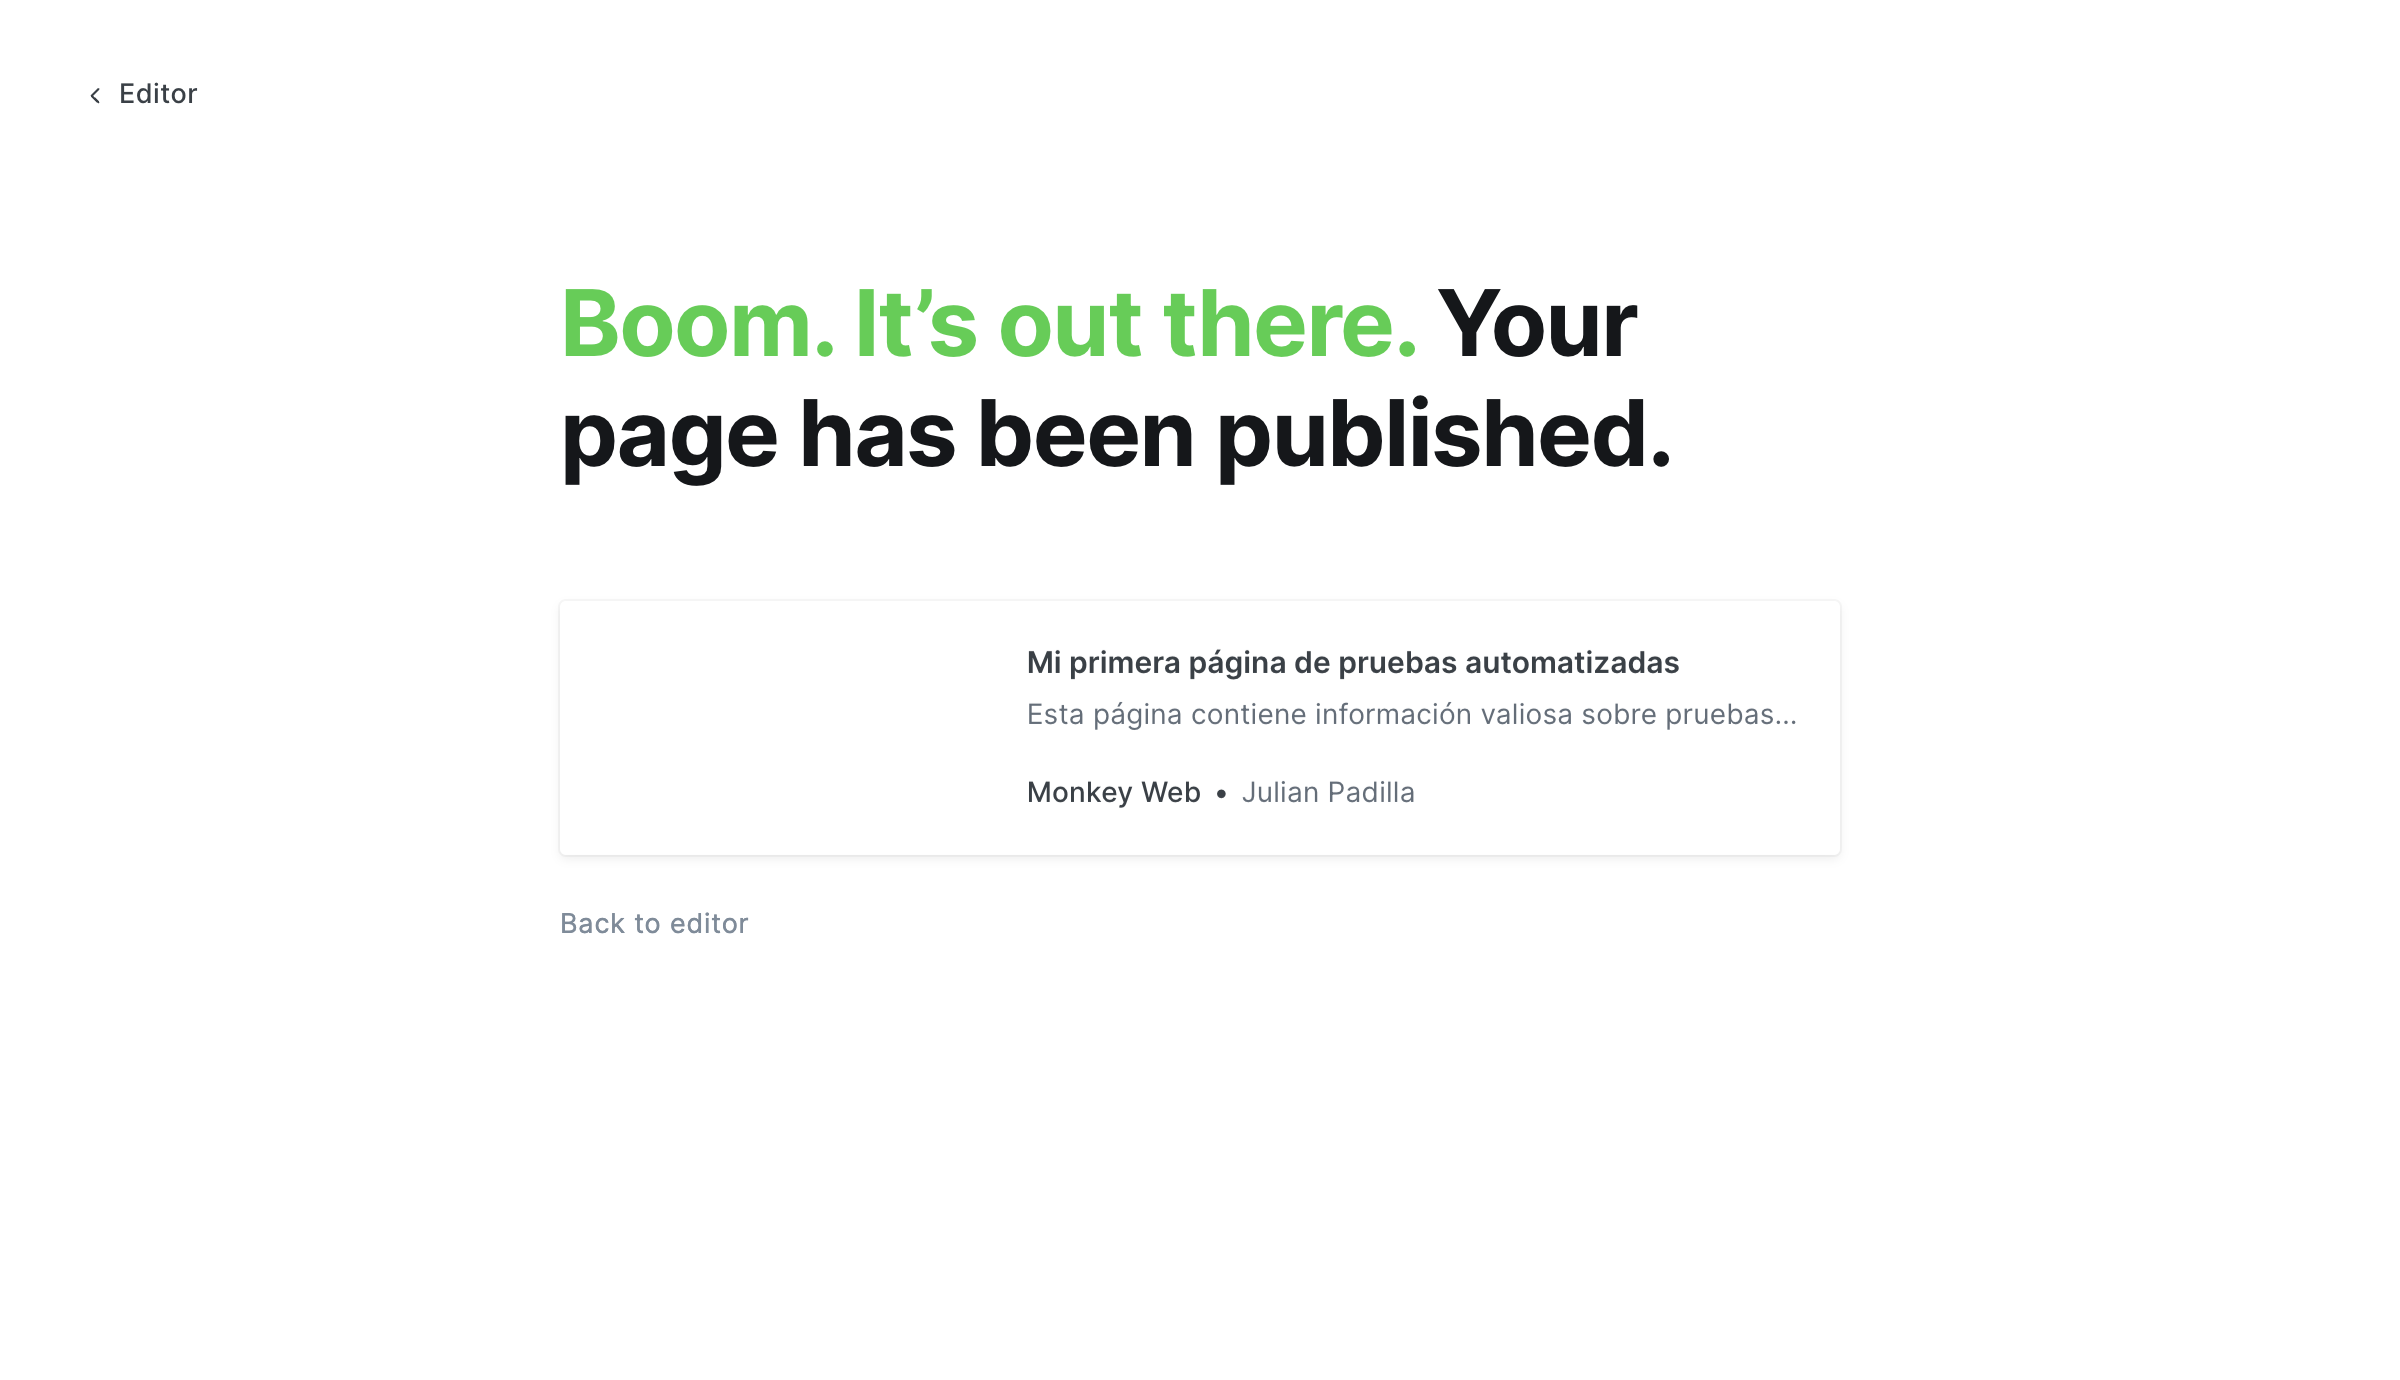 Editor
Boom. It’s out there. Your
page has been published.
Mi primera página de pruebas automatizadas
Esta página contiene información valiosa sobre pruebas...
Monkey Web • Julian Padilla
Back to editor